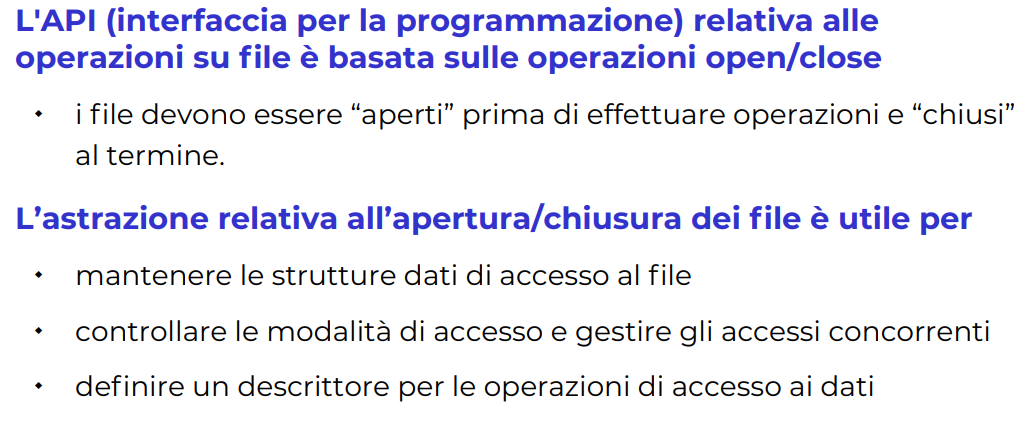 L'API (interfaccia per la programmazione) relativa alle
operazioni su file è basata sulle operazioni open/close
• i file devono essere “aperti” prima di effettuare operazioni e “chiusi”
al termine.
L’astrazione relativa all’apertura/chiusura dei file è utile per
• mantenere le strutture dati di accesso al file
• controllare le modalità di accesso e gestire gli accessi concorrenti
• definire un descrittore per le operazioni di accesso ai dati